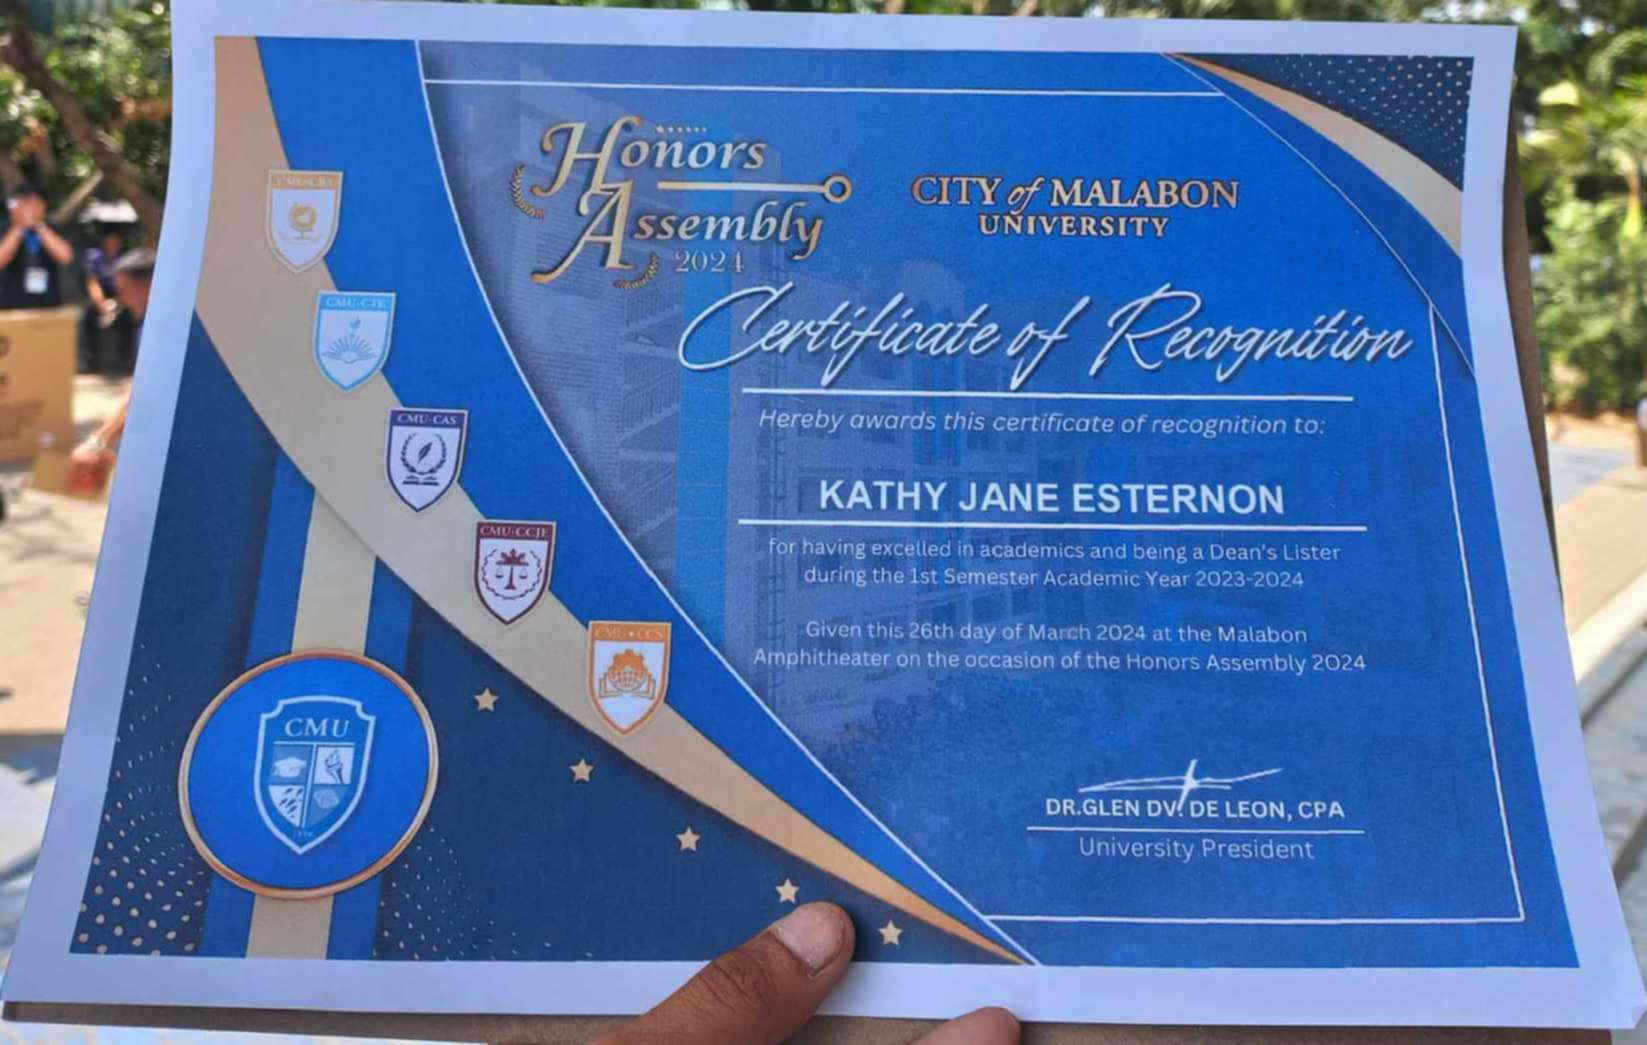 Honors
Assembly
2024
CITY of MALABON
UNIVERSITY
Certificate of Recognition
Hereby awards this certificate of recognition to:
KATHY JANE ESTERNON
for having excelled in academics and being a Dean's Lister
during the 1st Semester Academic Year 2023-2024
Given this 26th day of March 2024 at the Malabon
Amphitheater on the occasion of the Honors Assembly 2024
DR.GLEN DV. DE LEON, CPA
University President
CMU-CTE
CMU-CAS
CMU-CCJE
CMU•CCS
CMU